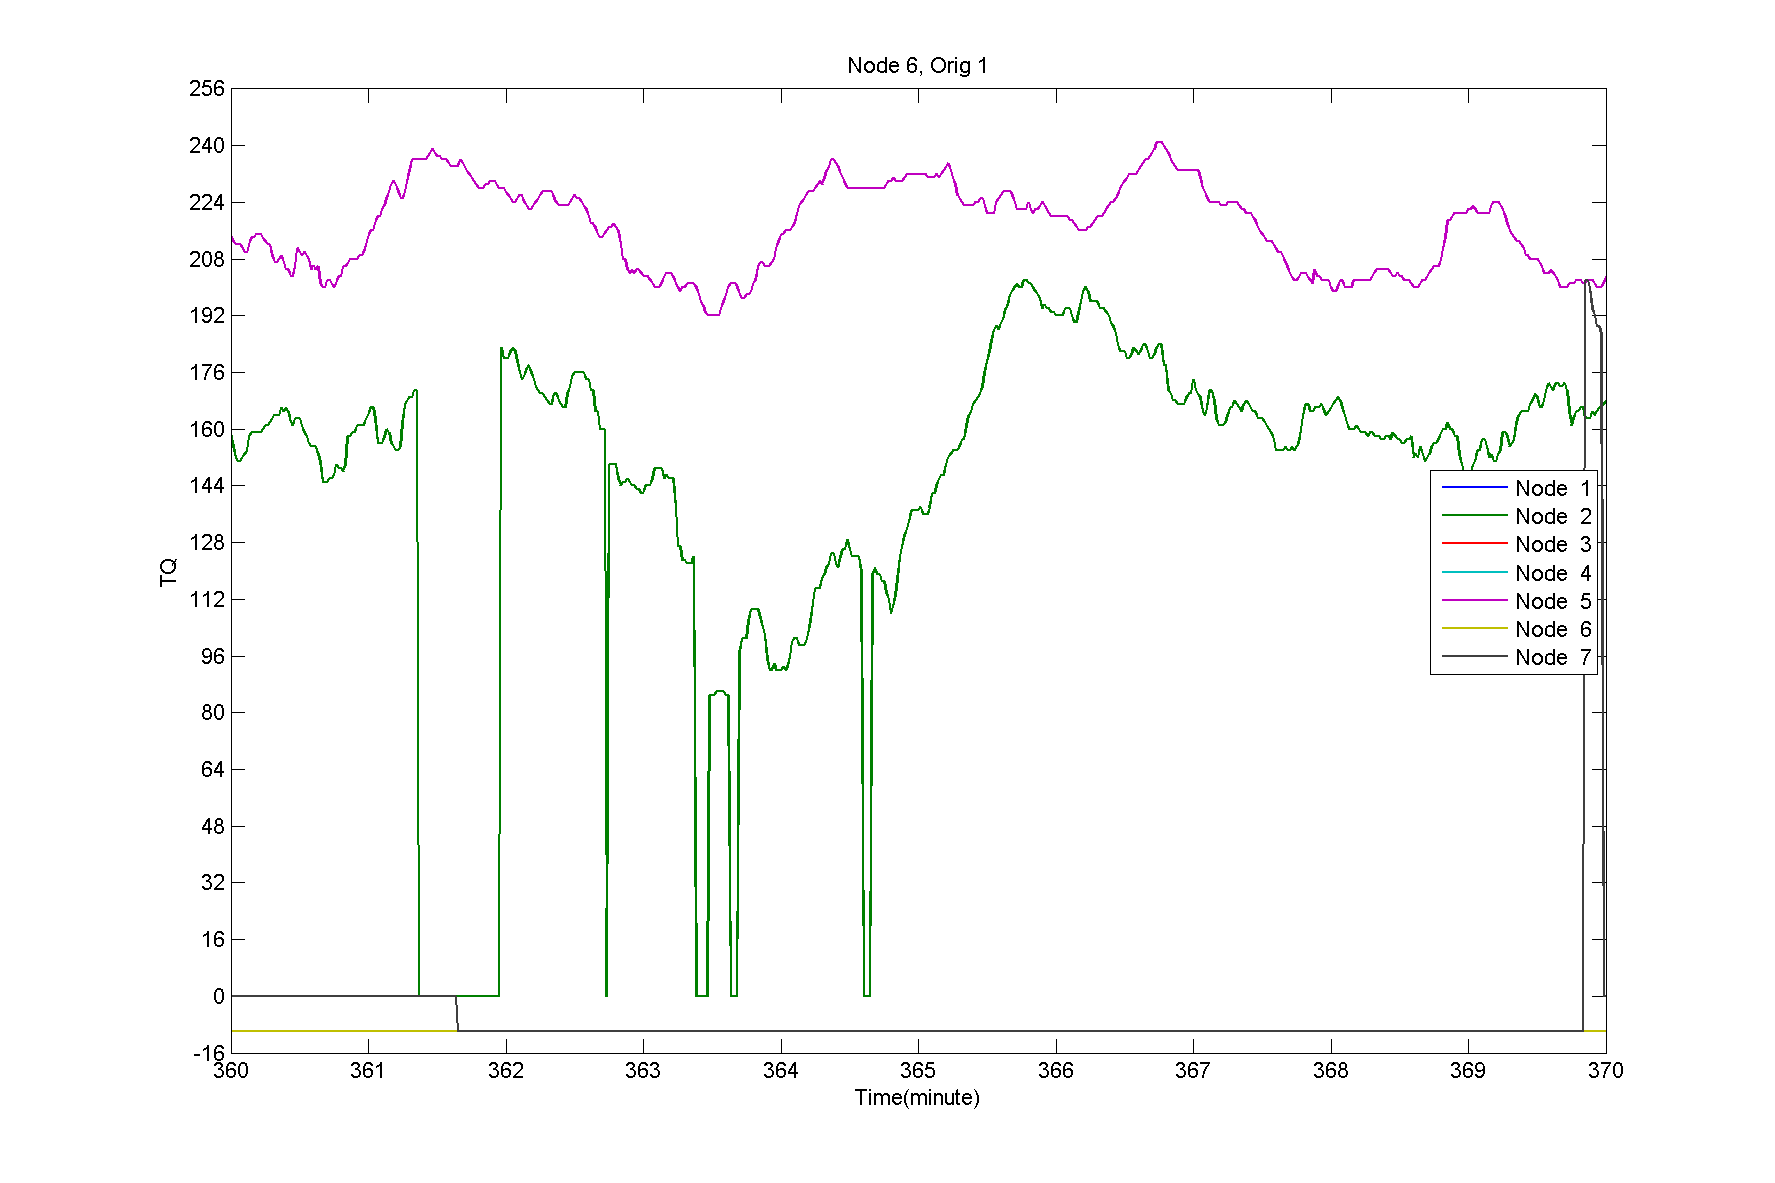 Node 6, Orig 1
256
240
224
208
192
176
160
144
128
112
96
80
64
48
32
16
0
-16
TQ
Node 1
Node 2
Node 3
Node 4
Node 5
Node 6
Node 7
360 361 362 363 364 365 366 367 368 369 370
Time(minute)